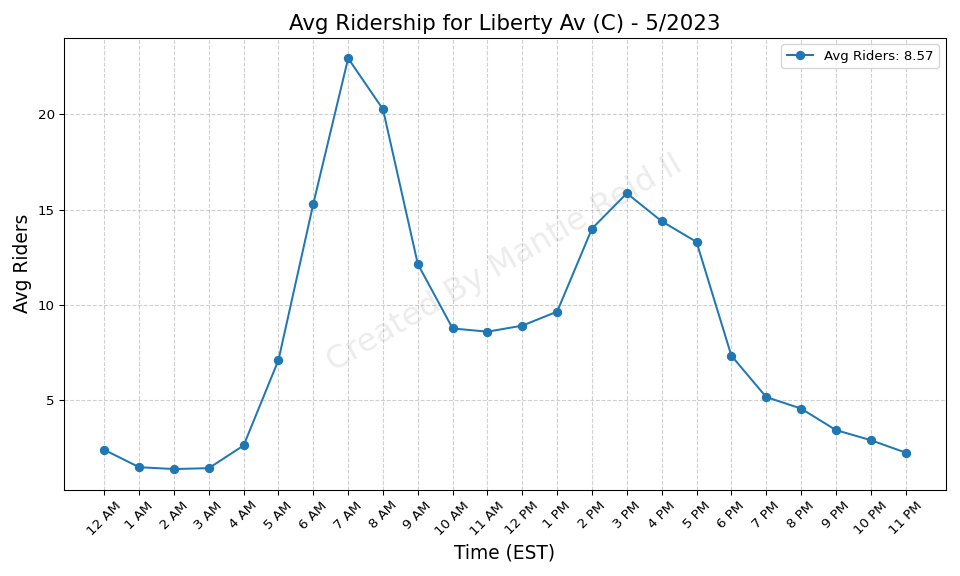 Avg Ridership for Liberty Av (C) - 5/2023
Avg Riders: 8.57
Avg Riders
20
15
10
5
Created By Mantie Reid II
12 AM
1 AM
2 AM
3 AM
4 AM
5 AM
6 AM
7 AM
8 AM
9 AM
10 AM
11 AM
12 PM
1 PM
2 PM
3 PM
4 PM
5 PM
6 PM
7 PM
8 PM
9 PM
10 PM
11 PM
Time (EST)